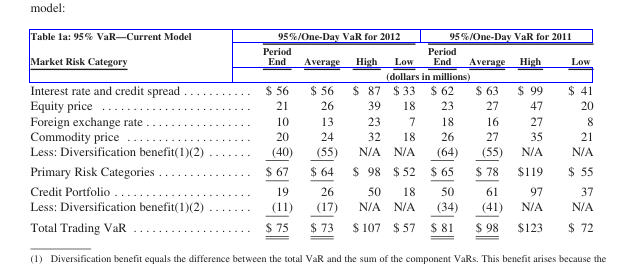 model:
Table 1a: 95% VaR—Current Model 95%/One-Day VaR for 2012 95%/One-Day VaR for 2011
Period Period
Market Risk Category End Average High Low End Average High Low
(dollars in millions)
Interest rate and credit spread . . . . . . . . . . . $ 56 $ 56 $ 87 $ 33 $ 62 $ 63 $ 99 $ 41
Equity price . . . . . . . . . . . . . . . . . . . . . . . . 21 26 39 18 23 27 47 20
Foreign exchange rate . . . . . . . . . . . . . . . . . 10 13 23 7 18 16 27 8
Commodity price . . . . . . . . . . . . . . . . . . . . 20 24 32 18 26 27 35 21
Less: Diversification benefit(1)(2) . . . . . . . (40) (55) N/A N/A (64) (55) N/A N/A
Primary Risk Categories . . . . . . . . . . . . . . . $ 67 $ 64 $ 98 $ 52 $ 65 $ 78 $119 $ 55
Credit Portfolio . . . . . . . . . . . . . . . . . . . . . . 19 26 50 18 50 61 97 37
Less: Diversification benefit(1)(2) . . . . . . . (11) (17) N/A N/A (34) (41) N/A N/A
Total Trading VaR . . . . . . . . . . . . . . . . . . . $ 75 $ 73 $ 107 $ 57 $ 81 $ 98 $123 $ 72
(1) Diversification benefit equals the difference between the total VaR and the sum of the component VaRs. This benefit arises because the